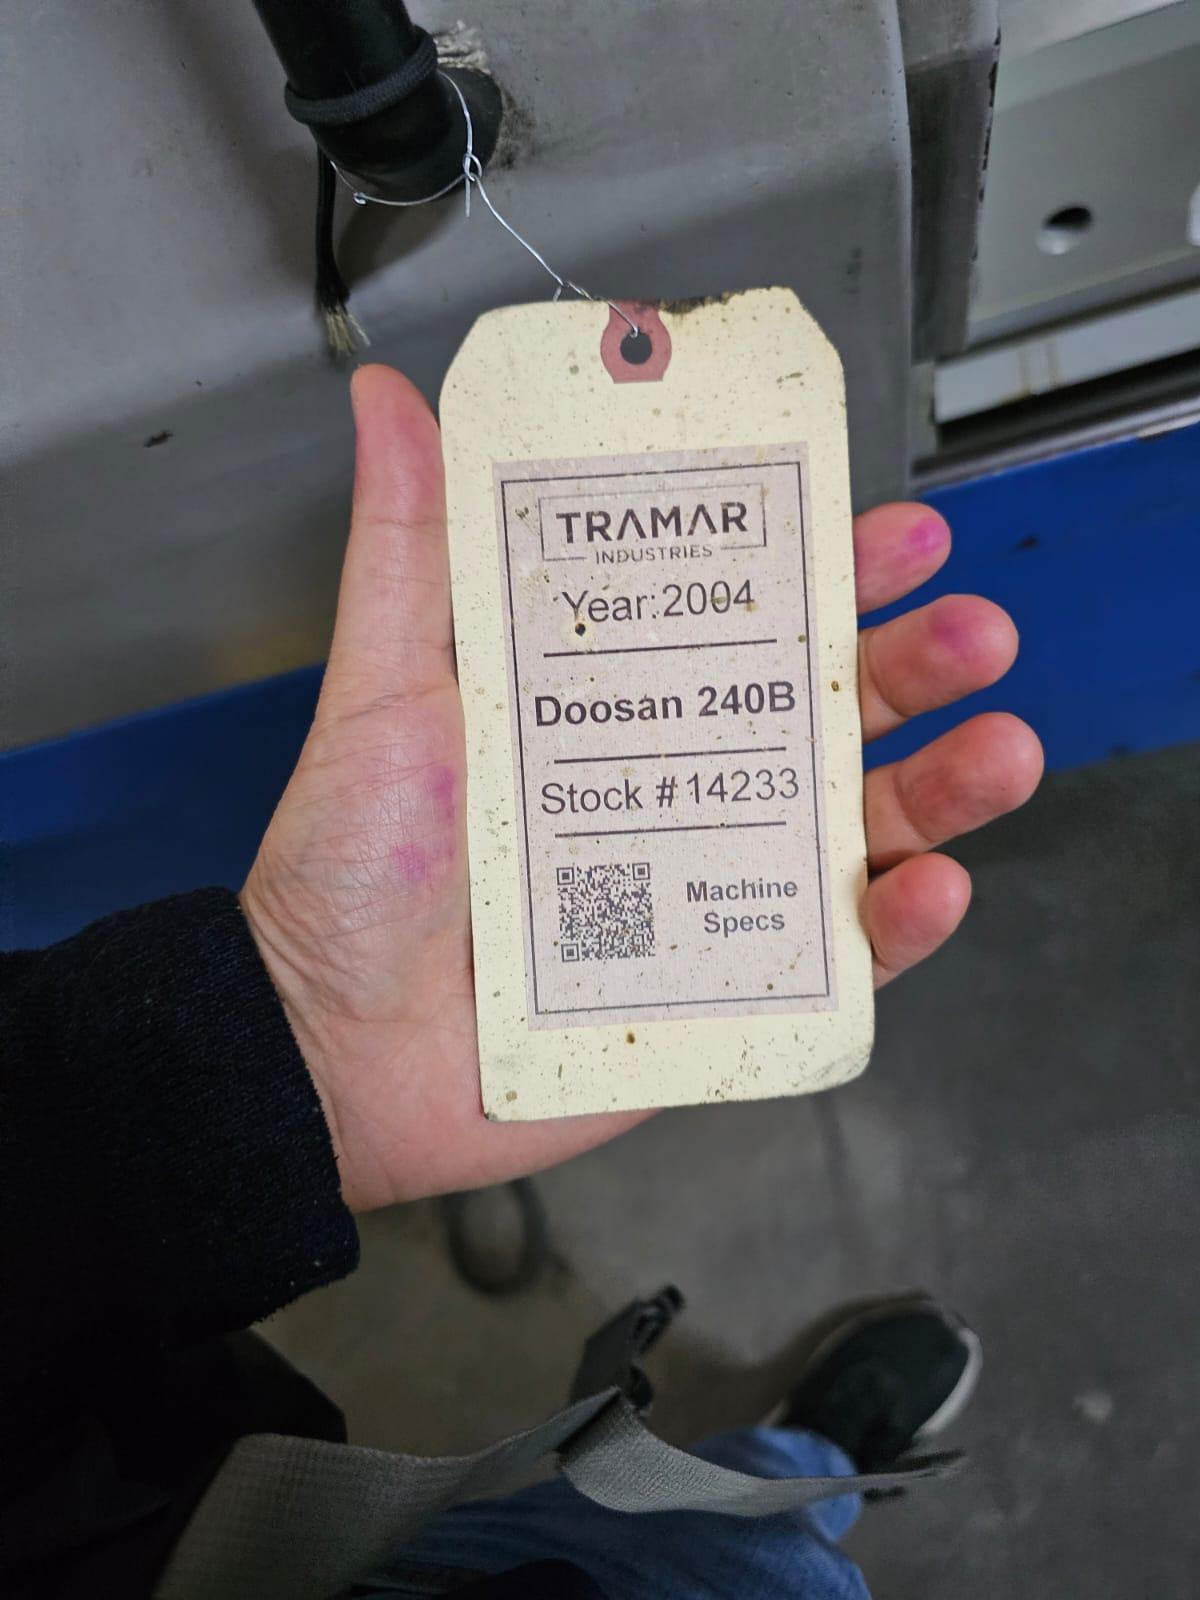 TRAMAR
INDUSTRIES
Year:2004
Doosan 240B
Stock #14233
Machine
Specs